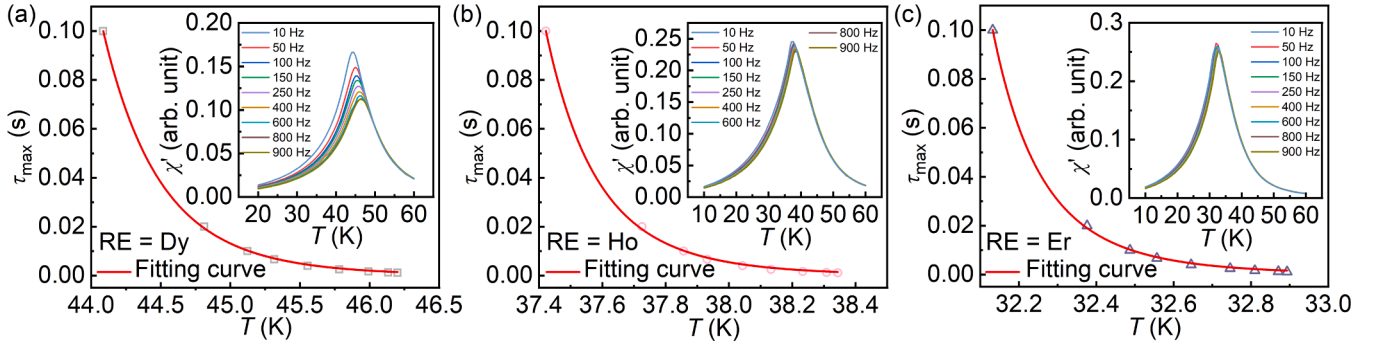 (a)
τmax (s)
0.10
0.08
0.06
0.04
0.02
0.00
44.0
44.5
45.0
45.5
46.0
46.5
T (K)
RE = Dy
Fitting curve
χ' (arb. unit)
0.20
0.15
0.10
0.05
0.00
20
30
40
50
60
T (K)
10 Hz
50 Hz
100 Hz
150 Hz
250 Hz
400 Hz
600 Hz
800 Hz
900 Hz
(b)
τmax (s)
0.10
0.08
0.06
0.04
0.02
0.00
37.4
37.6
37.8
38.0
38.2
38.4
T (K)
RE = Ho
Fitting curve
χ' (arb. unit)
0.25
0.20
0.15
0.10
0.05
0.00
10
20
30
40
50
60
T (K)
10 Hz
50 Hz
100 Hz
150 Hz
250 Hz
400 Hz
600 Hz
800 Hz
900 Hz
(c)
τmax (s)
0.10
0.08
0.06
0.04
0.02
0.00
32.2
32.4
32.6
32.8
33.0
T (K)
RE = Er
Fitting curve
χ' (arb. unit)
0.3
0.2
0.1
0.0
10
20
30
40
50
60
T (K)
10 Hz
50 Hz
100 Hz
150 Hz
250 Hz
400 Hz
600 Hz
800 Hz
900 Hz